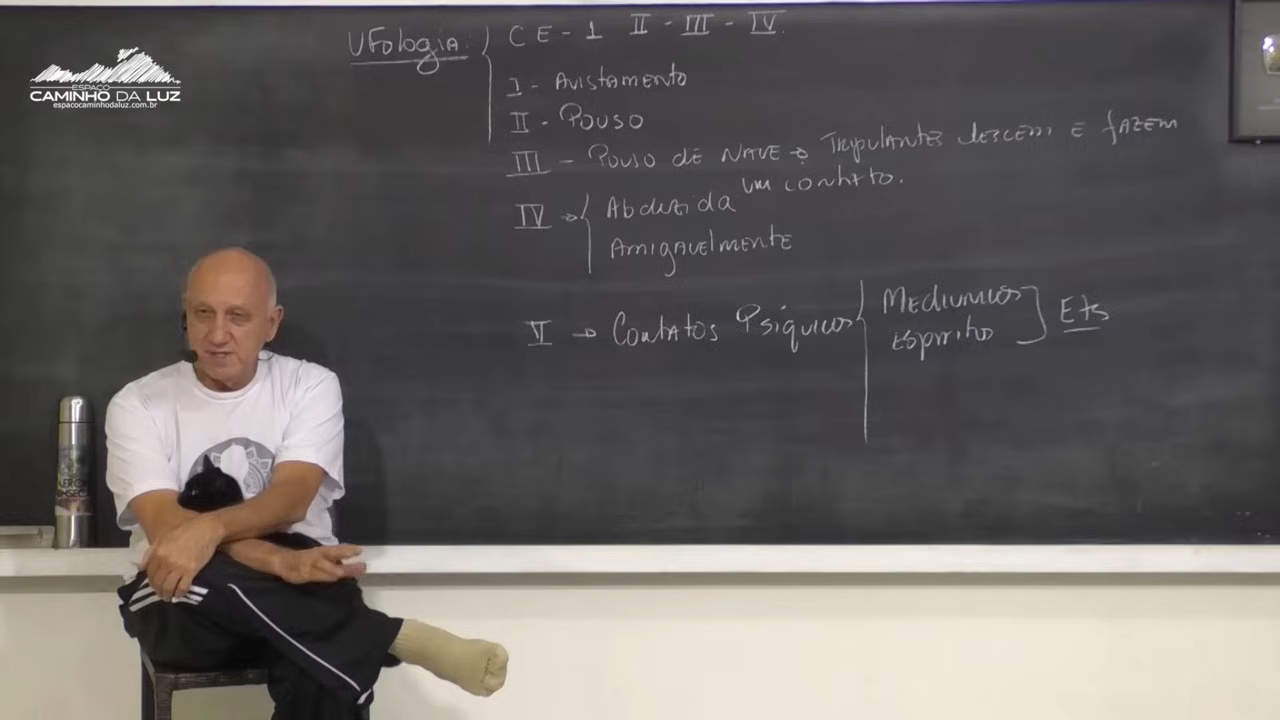 ESPAÇO
CAMINHO DA LUZ
espacocaminhodaluz.com.br
UFologia: CE-1 II - III - IV.
I - Avistamento
II - Pouso
III - Pouso de Nave → Tripulantes descem e fazem
um contato.
IV → Abduzida
Amigavelmente
V → Contatos Psíquicos Mediunicos
Espirito Ets